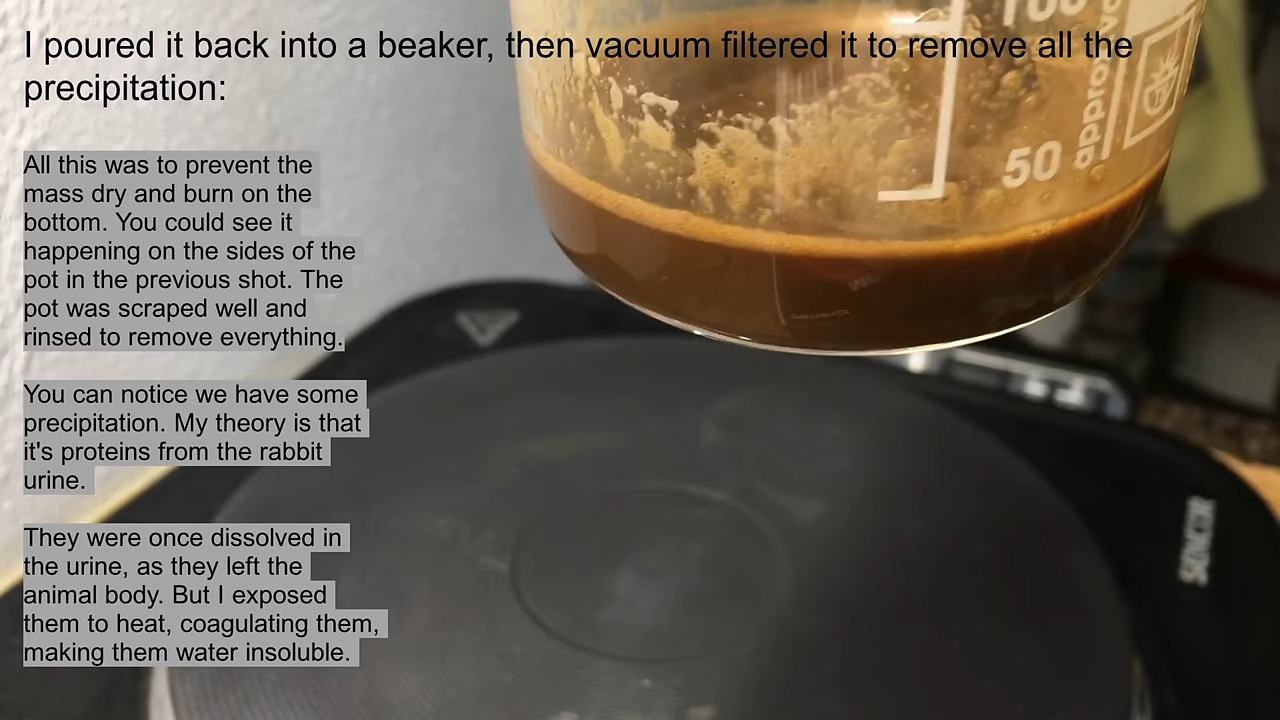 I poured it back into a beaker, then vacuum filtered it to remove all the
precipitation:
All this was to prevent the
mass dry and burn on the
bottom. You could see it
happening on the sides of the
pot in the previous shot. The
pot was scraped well and
rinsed to remove everything.
You can notice we have some
precipitation. My theory is that
it's proteins from the rabbit
urine.
They were once dissolved in
the urine, as they left the
animal body. But I exposed
them to heat, coagulating them,
making them water insoluble.
100
50
SENCOR